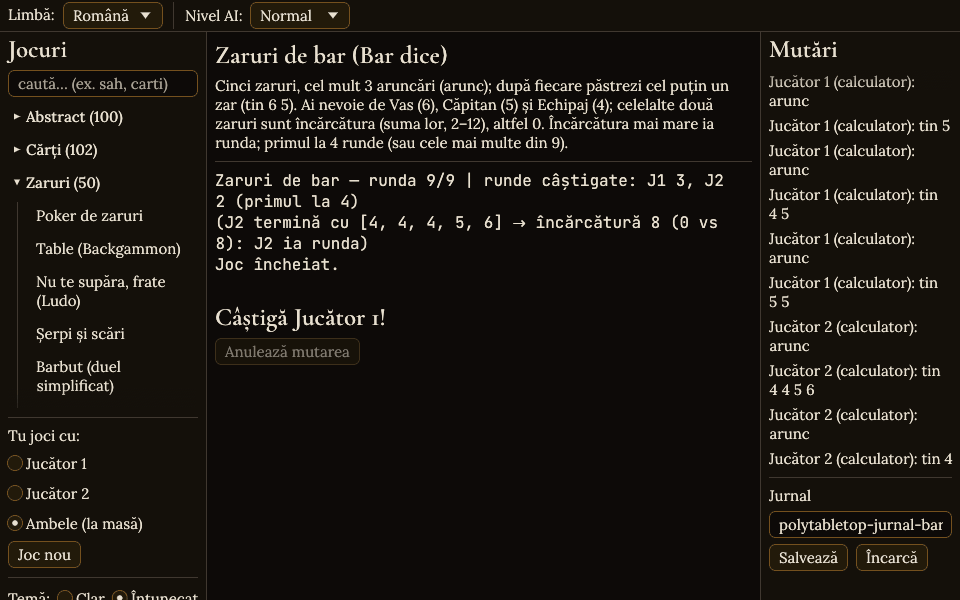 Limbă: Română ▼ Nivel AI: Normal ▼
Jocuri
caută... (ex. sah, carti)
▸ Abstract (100)
▸ Cărți (102)
▾ Zaruri (50)
Poker de zaruri
Table (Backgammon)
Nu te supăra, frate
(Ludo)
Șerpi și scări
Barbut (duel
simplificat)
Tu joci cu:
Jucător 1
Jucător 2
Ambele (la masă)
Joc nou
Temă: Clar Întunecat
Zaruri de bar (Bar dice)
Cinci zaruri, cel mult 3 aruncări (arunc); după fiecare păstrezi cel puțin un
zar (tin 6 5). Ai nevoie de Vas (6), Căpitan (5) și Echipaj (4); celelalte două
zaruri sunt încărcătura (suma lor, 2–12), altfel 0. Încărcătura mai mare ia
runda; primul la 4 runde (sau cele mai multe din 9).
Zaruri de bar — runda 9/9 | runde câștigate: J1 3, J2
2 (primul la 4)
(J2 termină cu [4, 4, 4, 5, 6] → încărcătură 8 (0 vs
8): J2 ia runda)
Joc încheiat.
Câștigă Jucător 1!
Anulează mutarea
Mutări
Jucător 1 (calculator):
arunc
Jucător 1 (calculator): tin 5
Jucător 1 (calculator):
arunc
Jucător 1 (calculator): tin
4 5
Jucător 1 (calculator):
arunc
Jucător 1 (calculator): tin
5 5
Jucător 2 (calculator):
arunc
Jucător 2 (calculator): tin
4 4 5 6
Jucător 2 (calculator):
arunc
Jucător 2 (calculator): tin 4
Jurnal
polytabletop-jurnal-bar
Salvează Încarcă